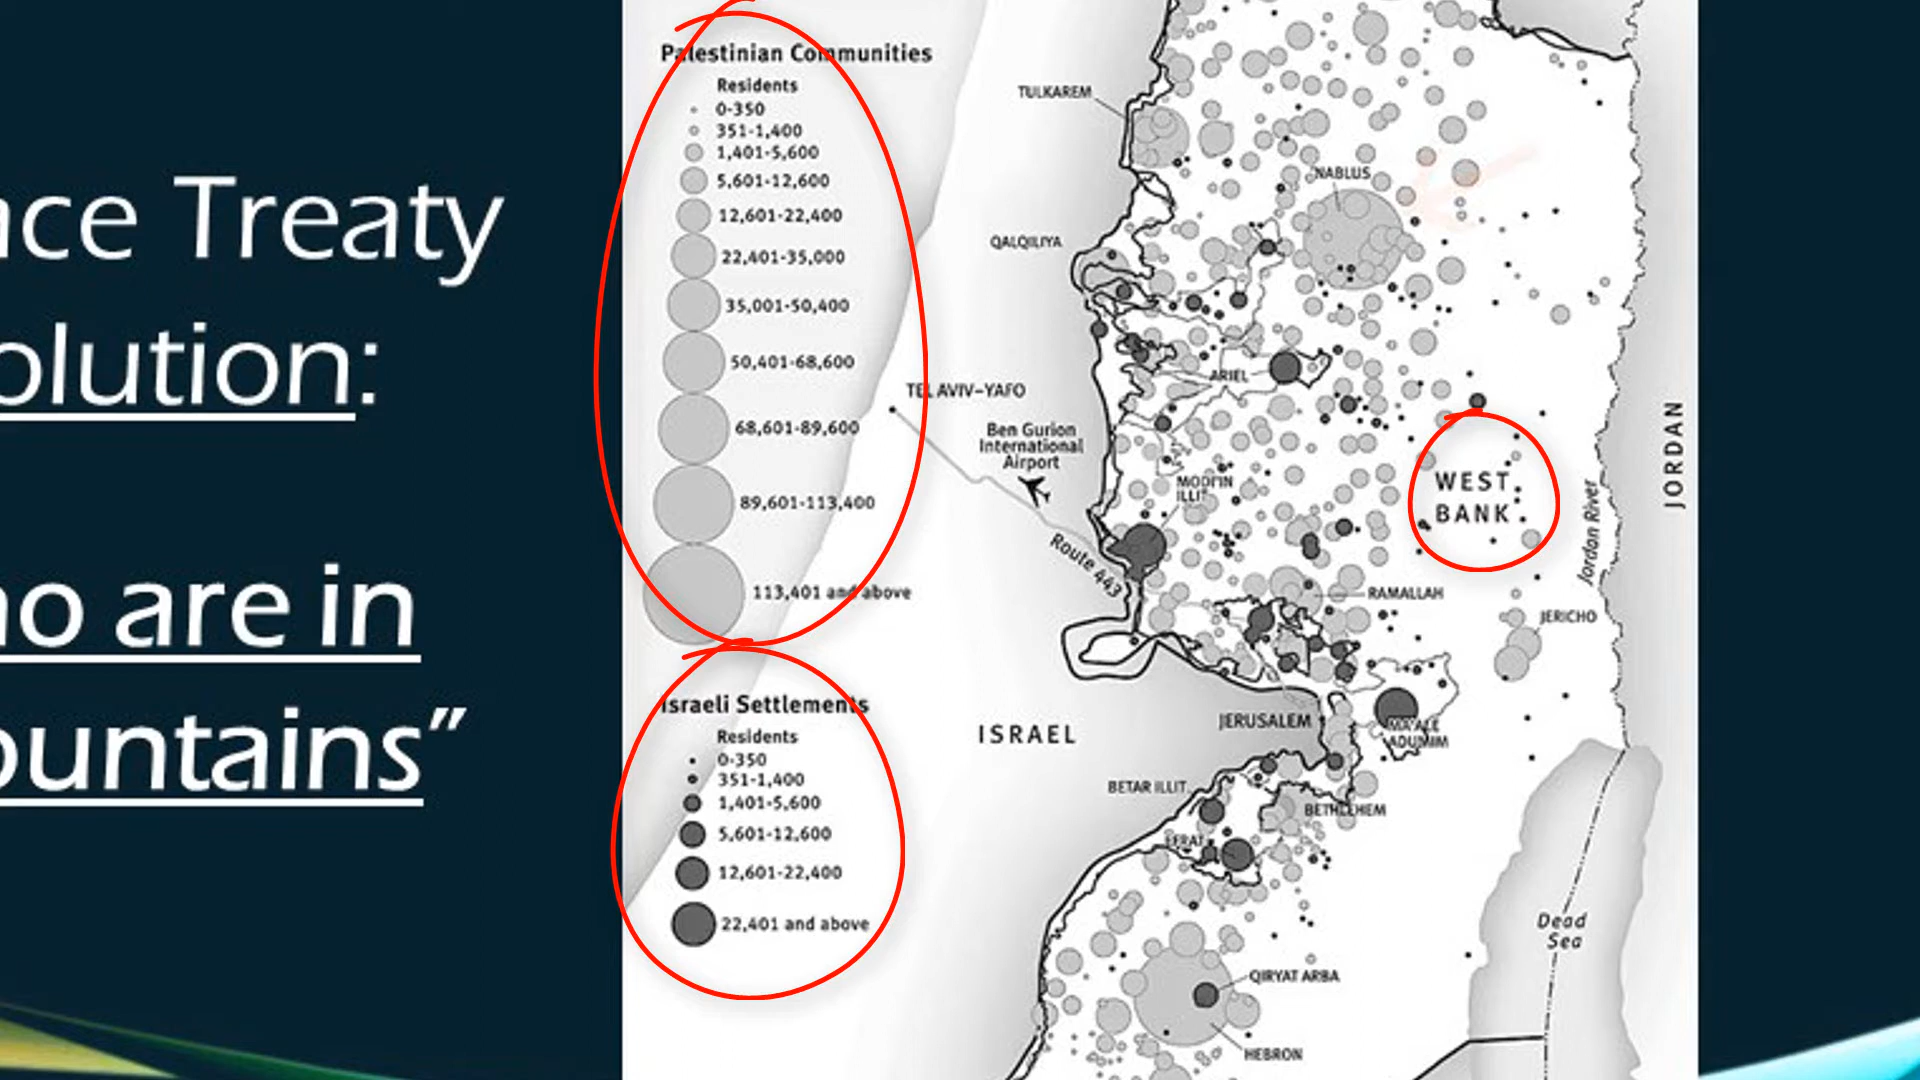 ace Treaty
olution:
no are in
ountains”
Palestinian Communities
Residents
0-350
351-1,400
1,401-5,600
5,601-12,600
12,601-22,400
22,401-35,000
35,001-50,400
50,401-68,600
68,601-89,600
89,601-113,400
113,401 and above
Israeli Settlements
Residents
0-350
351-1,400
1,401-5,600
5,601-12,600
12,601-22,400
22,401 and above
TULKAREM
NABLUS
QALQILIYA
ARIEL
TEL AVIV–YAFO
Ben Gurion
International
Airport
MODI'IN
ILLIT
WEST
BANK
JORDAN
Jordan River
Route 443
RAMALLAH
JERICHO
ISRAEL
JERUSALEM
MA'ALE
ADUMIM
BETAR ILLIT
BETHLEHEM
EFRAT
Dead
Sea
QIRYAT ARBA
HEBRON